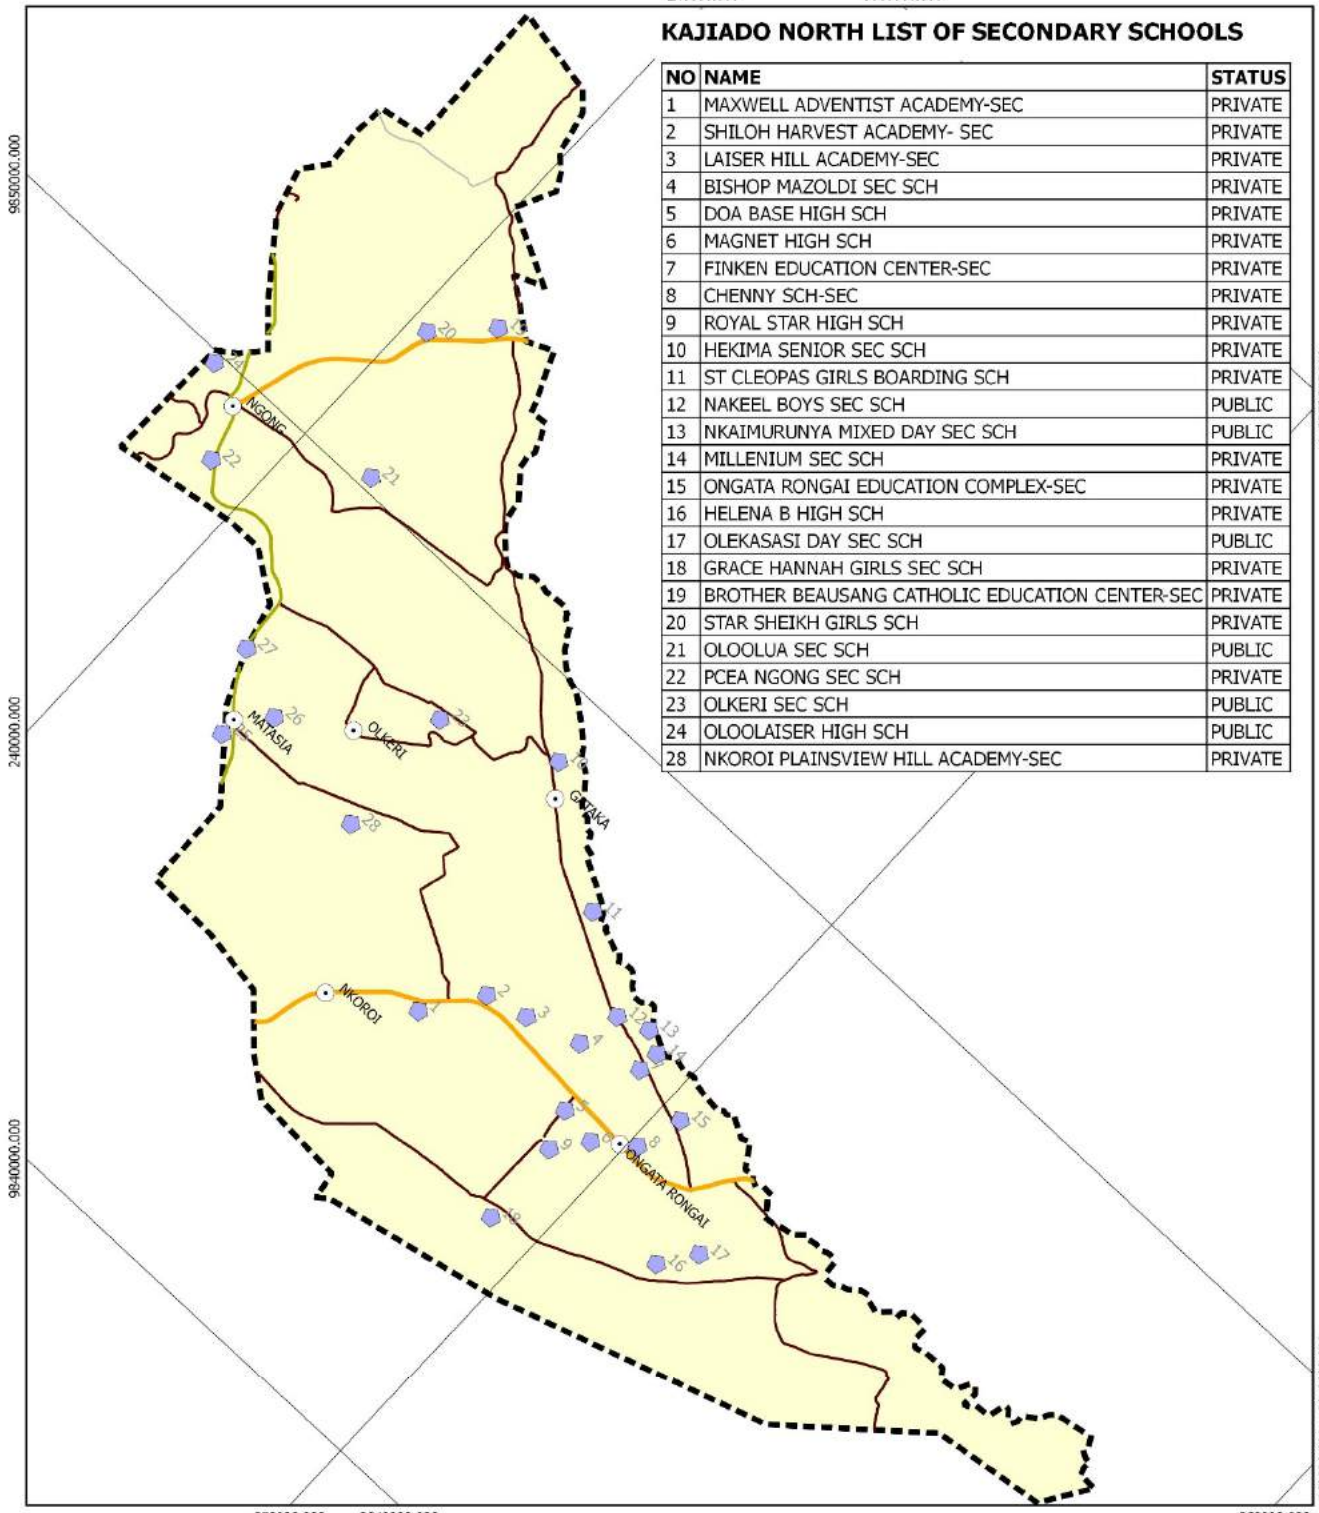 KAJIADO NORTH LIST OF SECONDARY SCHOOLS
NO NAME STATUS
1 MAXWELL ADVENTIST ACADEMY-SEC PRIVATE
2 SHILOH HARVEST ACADEMY- SEC PRIVATE
3 LAISER HILL ACADEMY-SEC PRIVATE
4 BISHOP MAZOLDI SEC SCH PRIVATE
5 DOA BASE HIGH SCH PRIVATE
6 MAGNET HIGH SCH PRIVATE
7 FINKEN EDUCATION CENTER-SEC PRIVATE
8 CHENNY SCH-SEC PRIVATE
9 ROYAL STAR HIGH SCH PRIVATE
10 HEKIMA SENIOR SEC SCH PRIVATE
11 ST CLEOPAS GIRLS BOARDING SCH PRIVATE
12 NAKEEL BOYS SEC SCH PUBLIC
13 NKAIMURUNYA MIXED DAY SEC SCH PUBLIC
14 MILLENIUM SEC SCH PRIVATE
15 ONGATA RONGAI EDUCATION COMPLEX-SEC PRIVATE
16 HELENA B HIGH SCH PRIVATE
17 OLEKASASI DAY SEC SCH PUBLIC
18 GRACE HANNAH GIRLS SEC SCH PRIVATE
19 BROTHER BEAUSANG CATHOLIC EDUCATION CENTER-SEC PRIVATE
20 STAR SHEIKH GIRLS SCH PRIVATE
21 OLOOLUA SEC SCH PUBLIC
22 PCEA NGONG SEC SCH PRIVATE
23 OLKERI SEC SCH PUBLIC
24 OLOOLAISER HIGH SCH PUBLIC
28 NKOROI PLAINSVIEW HILL ACADEMY-SEC PRIVATE
9850000.000
240000.000
9840000.000
20
19
24
NGONG
22
21
27
26
MATASIA
25
OLKERI
23
10
GATAKA
28
11
NKOROI
1
2
3
12
13
4
14
7
5
15
9
6
8
ONGATA RONGAI
18
17
16